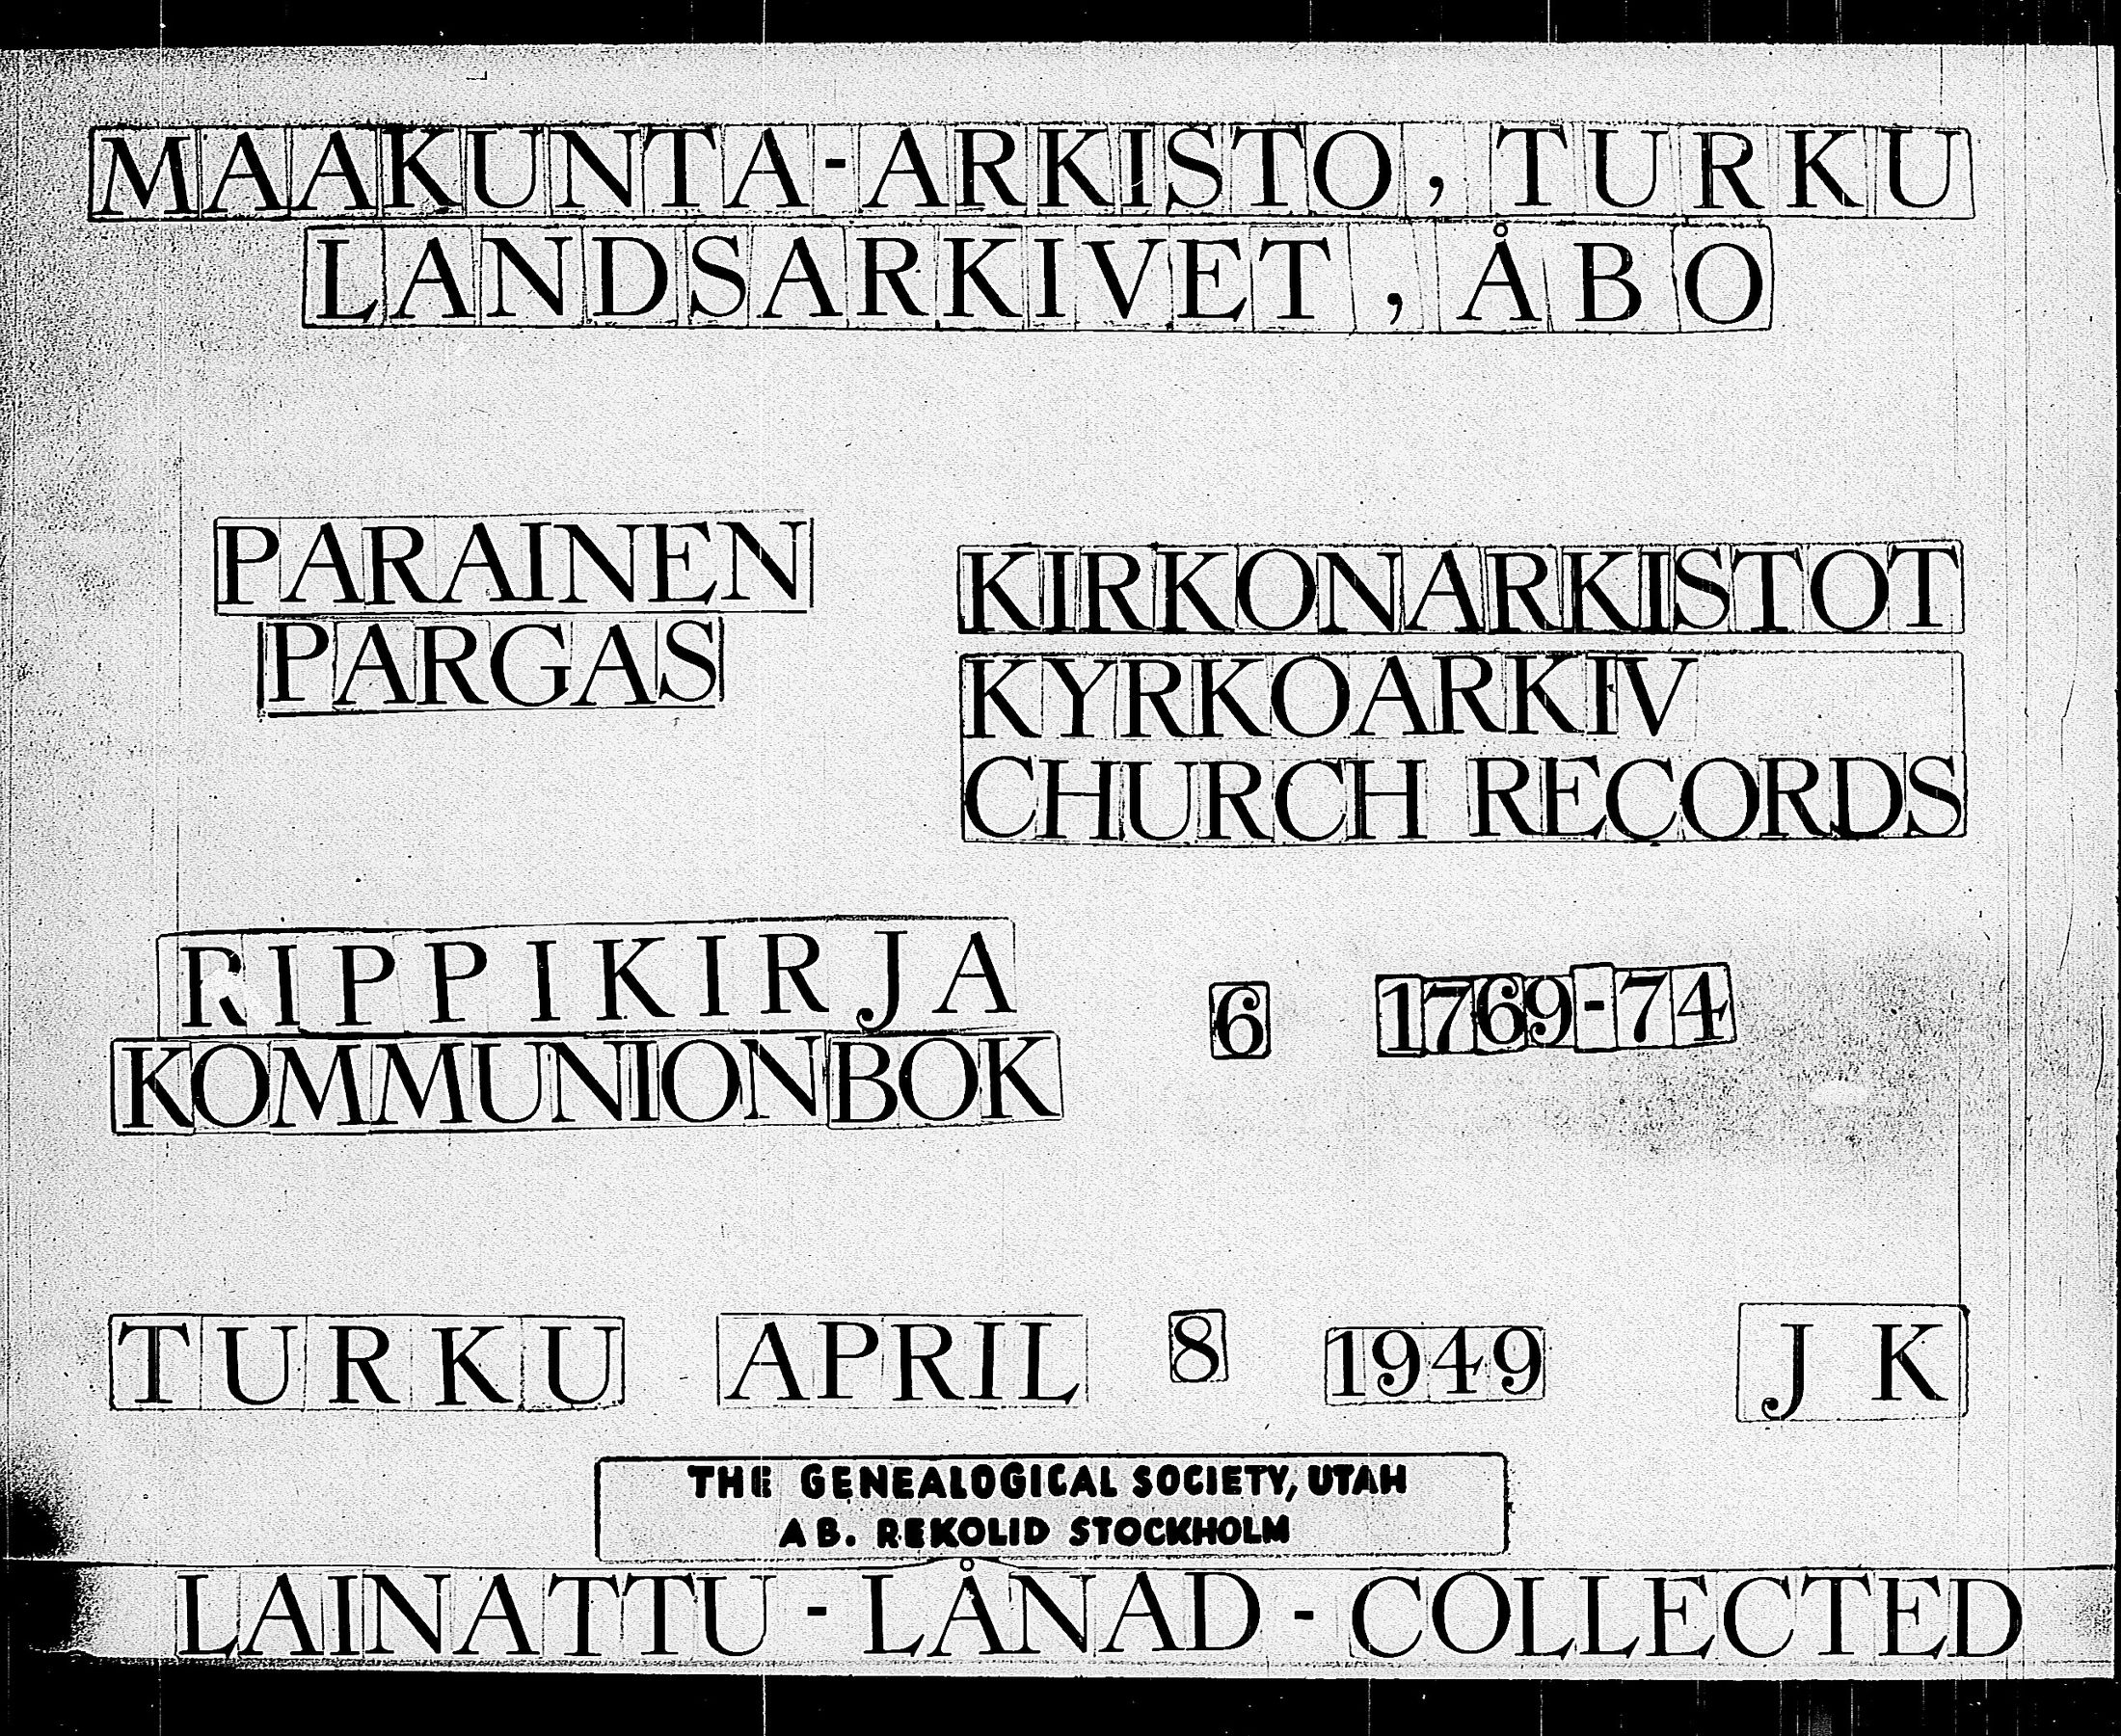 MAAKUNTA-ARKISTO, TURKU
LANDSARKIVET, ÅBO
PARAINEN
PARGAS
KIRKONARKISTOT
KYRKOARKIV
CHURCH RECORDS
RIPPIKIRJA
KOMMUNIONBOK
6 1769-74
TURKU APRIL 8 1949 J K
THE GENEALOGICAL SOCIETY, UTAH
AB. REKOLID STOCKHOLM
LAINATTU - LÅNAD - COLLECTED